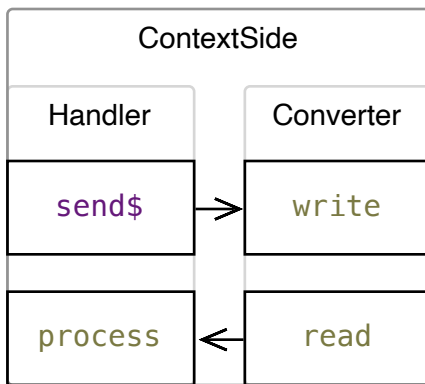 ContextSide
Handler Converter
send$ write
process read